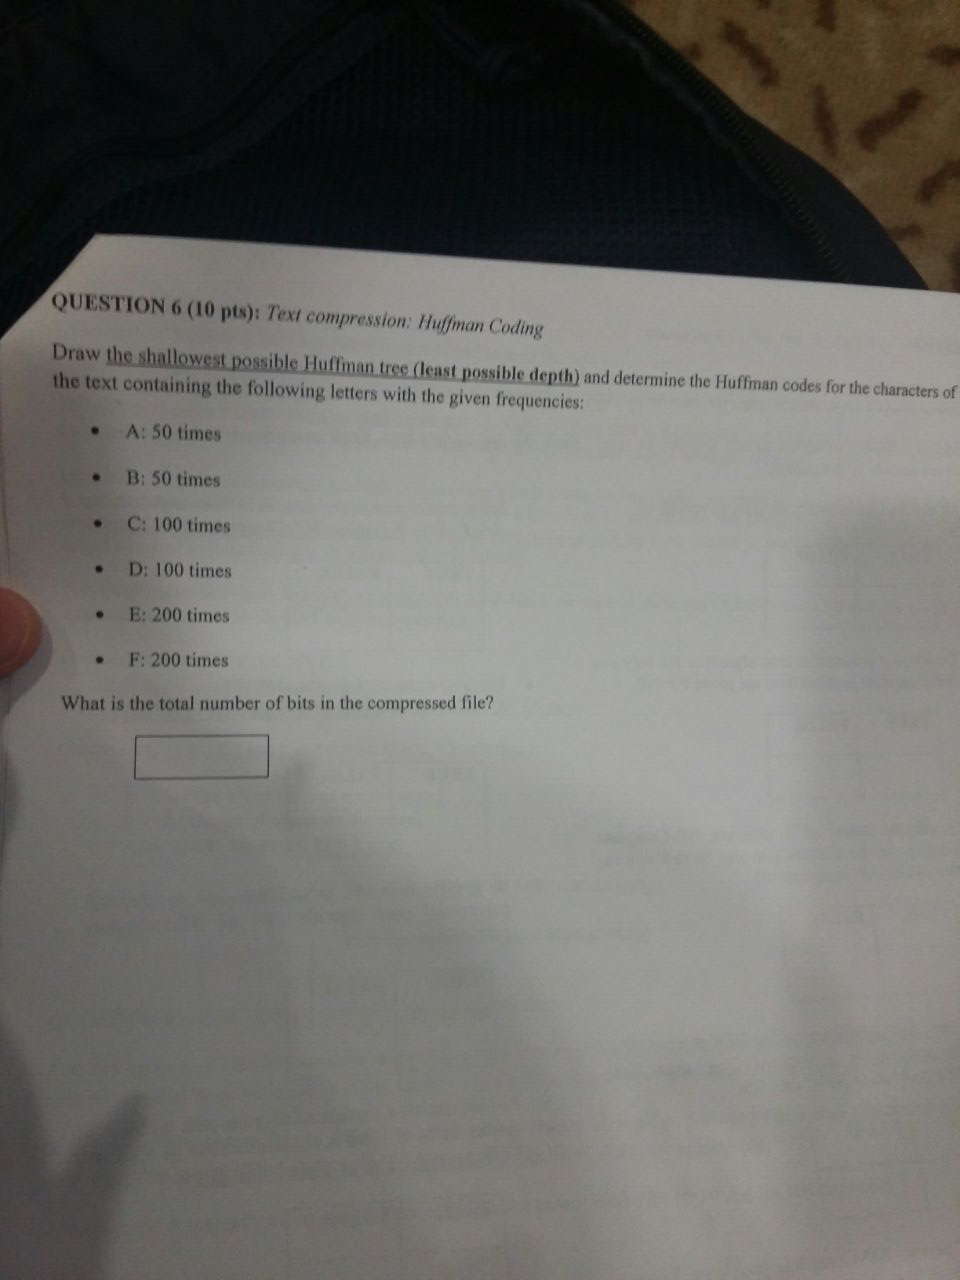 QUESTION 6 (10 pts): Text compression: Huffman Coding
Draw the shallowest possible Huffman tree (least possible depth) and determine the Huffman codes for the characters of
the text containing the following letters with the given frequencies:
• A: 50 times
• B: 50 times
• C: 100 times
• D: 100 times
• E: 200 times
• F: 200 times
What is the total number of bits in the compressed file?